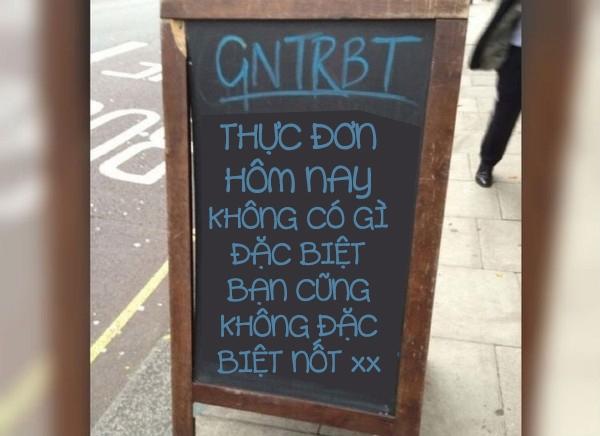 GNTRBT
THỰC ĐƠN
HÔM NAY
KHÔNG CÓ GÌ
ĐẶC BIỆT
BẠN CŨNG
KHÔNG ĐẶC
BIỆT NỐT xx